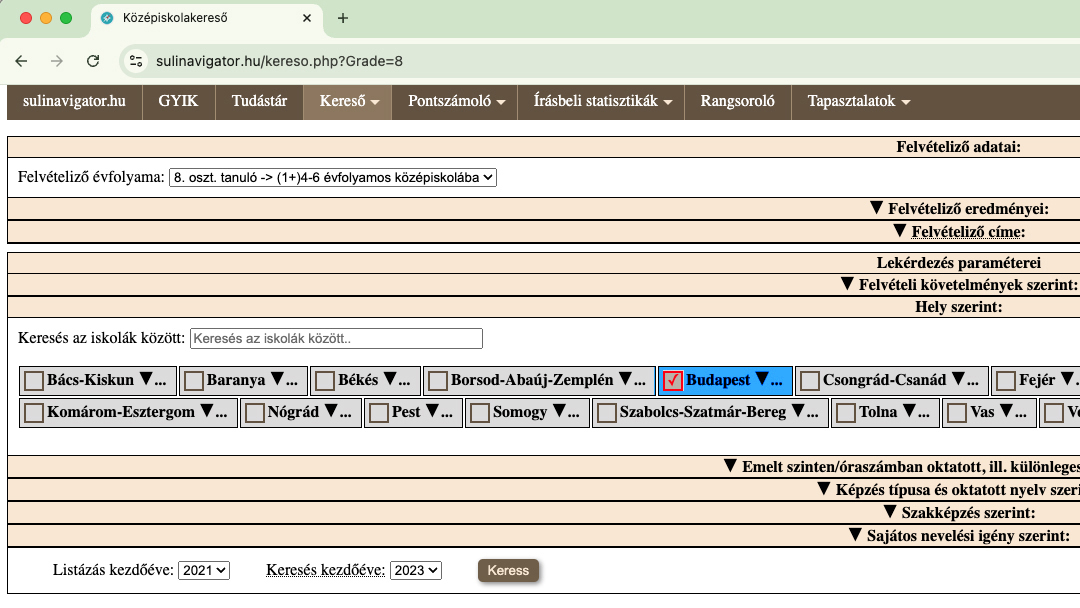 Középiskolakereső
sulinavigator.hu/kereso.php?Grade=8
sulinavigator.hu GYIK Tudástár Kereső Pontszámoló Írásbeli statisztikák Rangsoroló Tapasztalatok
Felvételiző adatai:
Felvételiző évfolyama: 8. oszt. tanuló -> (1+)4-6 évfolyamos középiskolába
▼ Felvételiző eredményei:
▼ Felvételiző címe:
Lekérdezés paraméterei
▼ Felvételi követelmények szerint:
Hely szerint:
Keresés az iskolák között: Keresés az iskolák között..
Bács-Kiskun ▼... Baranya ▼... Békés ▼... Borsod-Abaúj-Zemplén ▼... Budapest ▼... Csongrád-Csanád ▼... Fejér ▼
Komárom-Esztergom ▼... Nógrád ▼... Pest ▼... Somogy ▼... Szabolcs-Szatmár-Bereg ▼... Tolna ▼... Vas ▼...
▼ Emelt szinten/óraszámban oktatott, ill. különleges
▼ Képzés típusa és oktatott nyelv szeri
▼ Szakképzés szerint:
▼ Sajátos nevelési igény szerint:
Listázás kezdőéve: 2021 Keresés kezdőéve: 2023 Keress